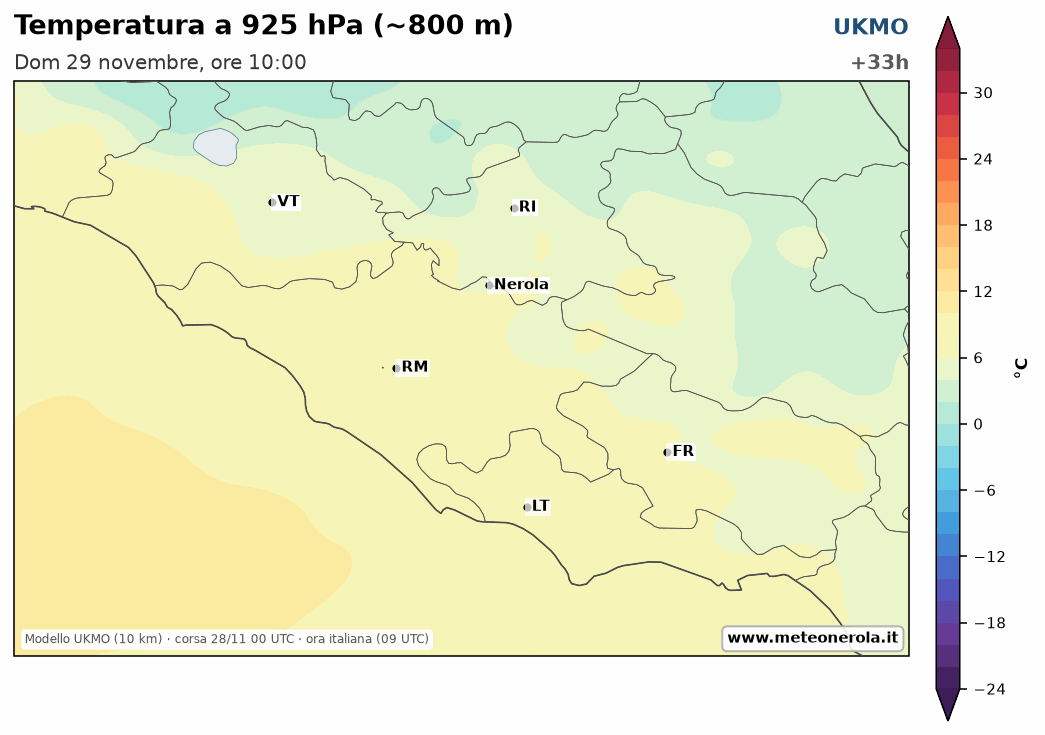 Temperatura a 925 hPa (~800 m)
UKMO
Dom 29 novembre, ore 10:00
+33h
VT
RI
Nerola
RM
FR
LT
30
24
18
12
6
0
−6
−12
−18
−24
°C
Modello UKMO (10 km) · corsa 28/11 00 UTC · ora italiana (09 UTC)
www.meteonerola.it